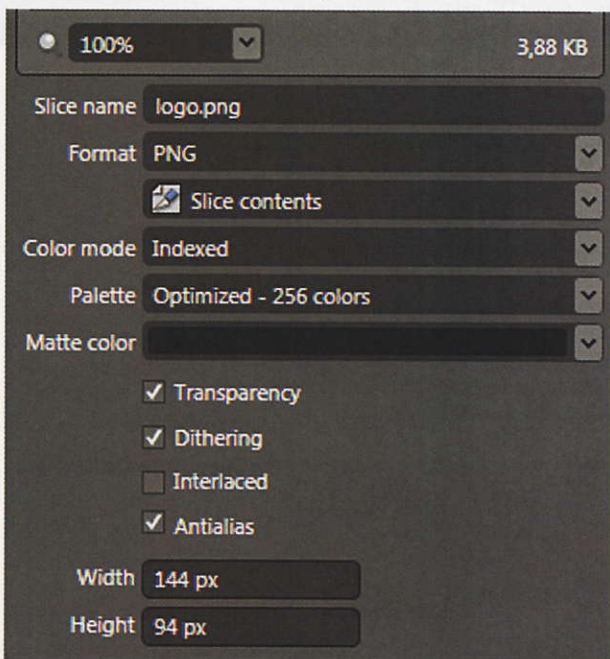 100% 3,88 KB
Slice name logo.png
Format PNG
Slice contents
Color mode Indexed
Palette Optimized - 256 colors
Matte color
Transparency
Dithering
Interlaced
Antialias
Width 144 px
Height 94 px